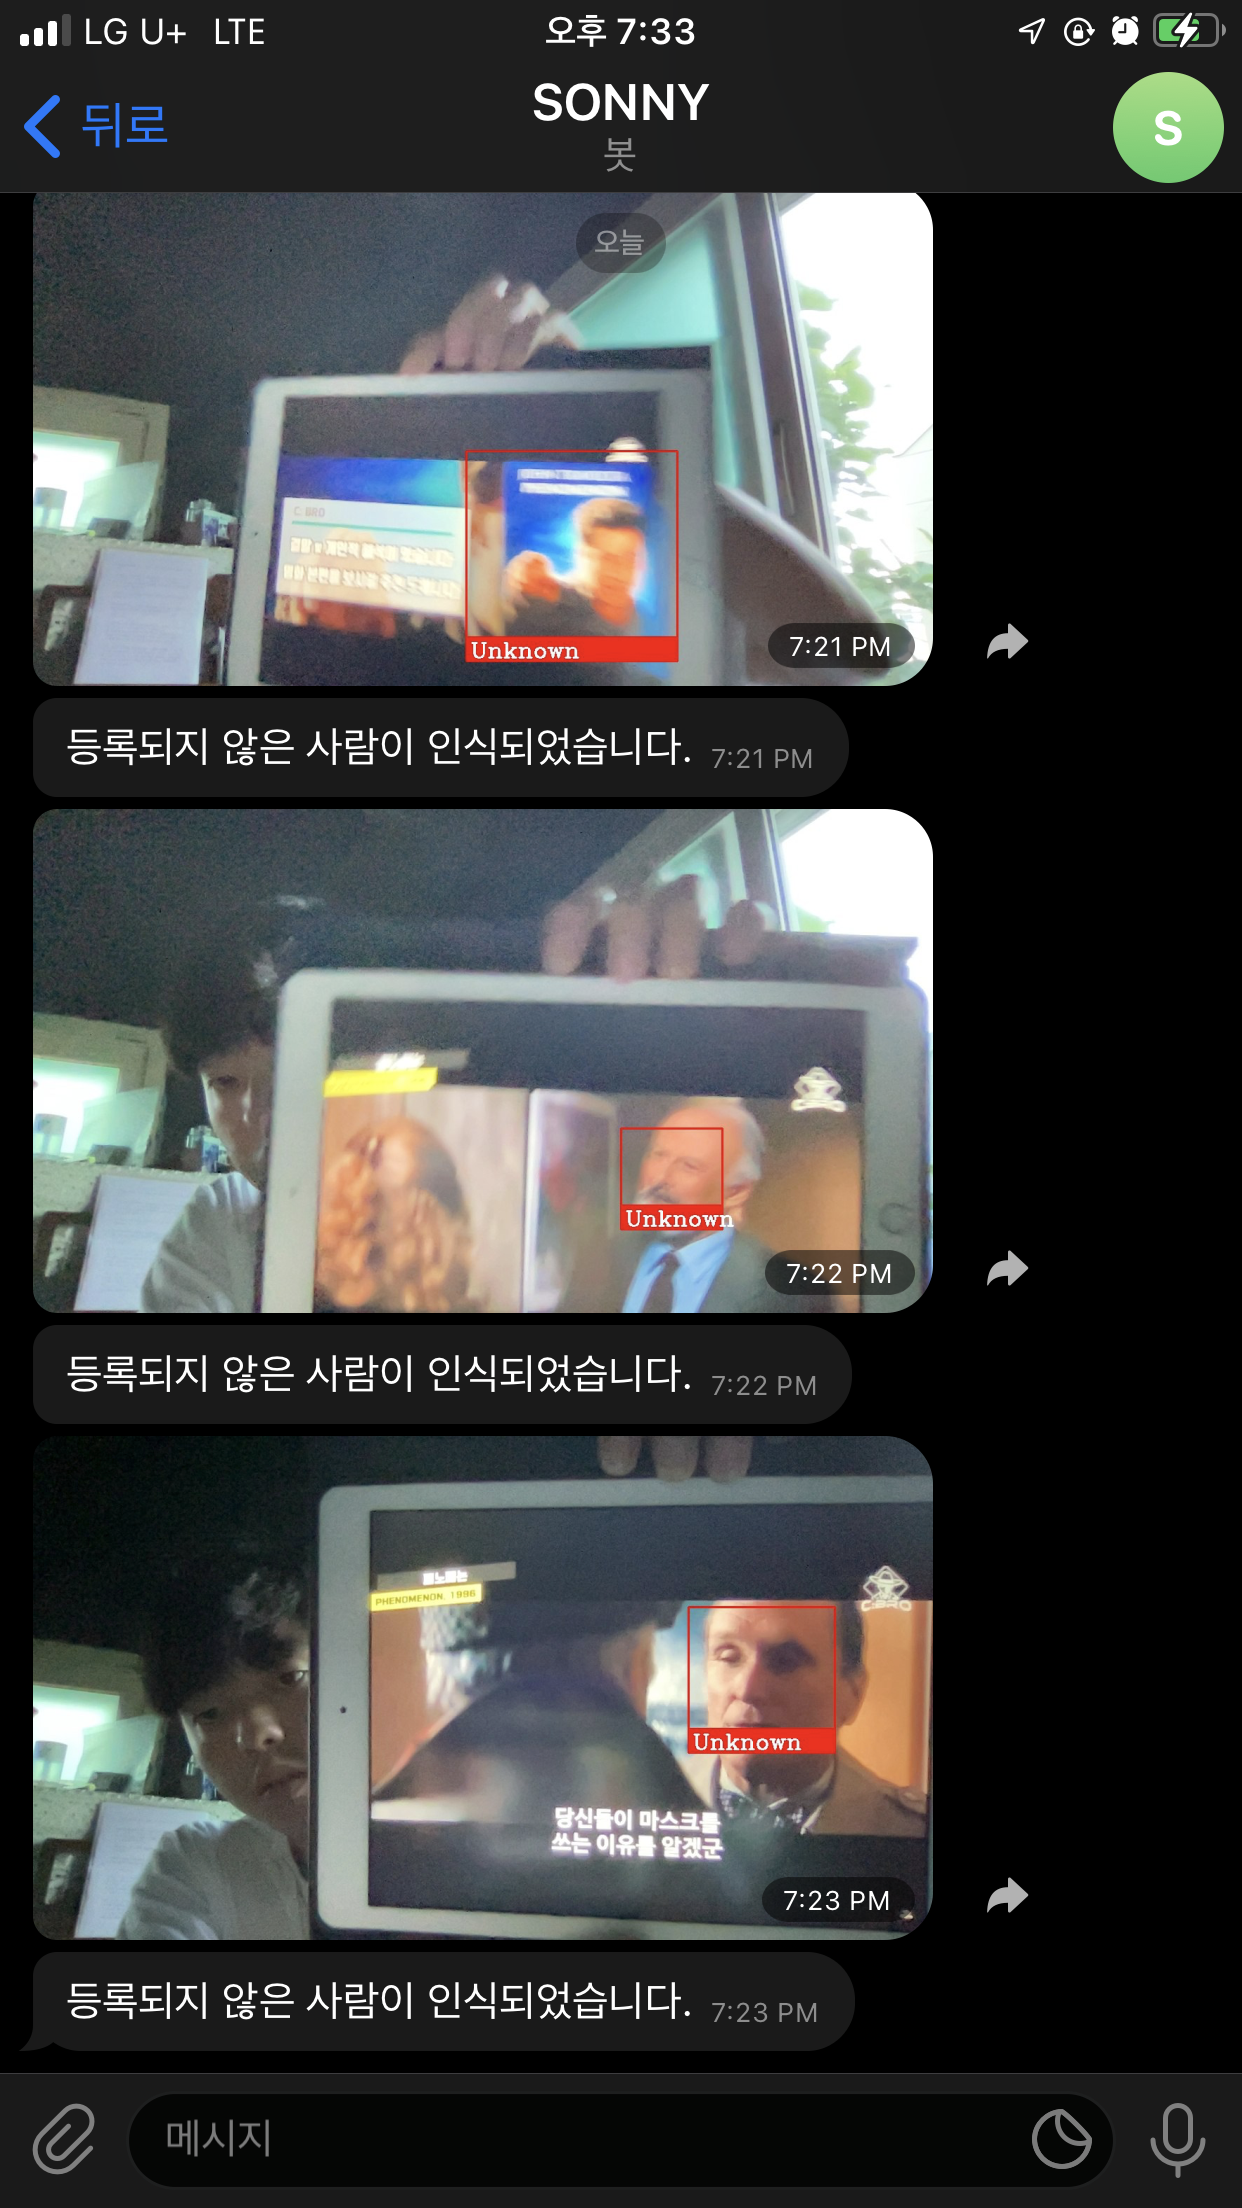 LG U+ LTE 오후 7:33
뒤로
SONNY
봇
S
오늘
C. BRO
Unknown
7:21 PM
등록되지 않은 사람이 인식되었습니다. 7:21 PM
Unknown
7:22 PM
등록되지 않은 사람이 인식되었습니다. 7:22 PM
PHENOMENON, 1996
Unknown
당신들이 마스크를
쓰는 이유를 알겠군
7:23 PM
등록되지 않은 사람이 인식되었습니다. 7:23 PM
메시지